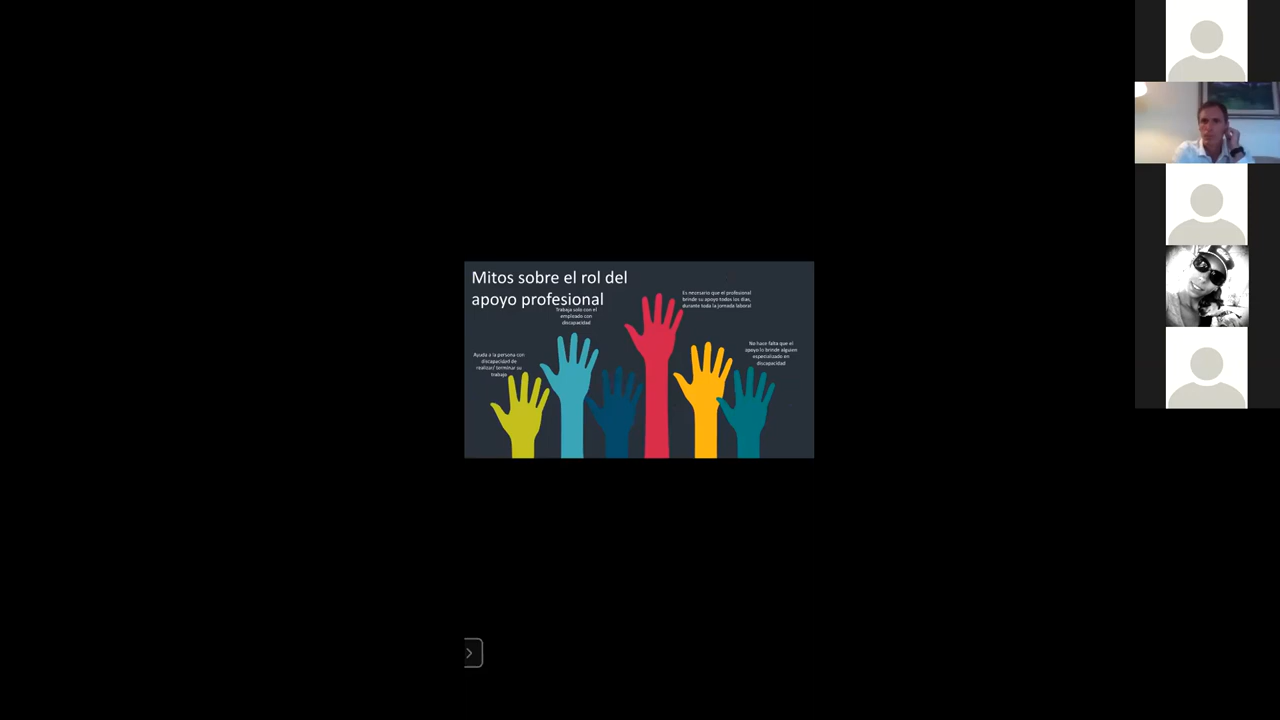 Mitos sobre el rol del
apoyo profesional
Trabaja solo con el
empleado con
discapacidad
Es necesario que el profesional
brinde su apoyo todos los días,
durante toda la jornada laboral
Ayuda a la persona con
discapacidad de
realizar/ terminar su
trabajo
No hace falta que el
apoyo lo brinde alguien
especializado en
discapacidad